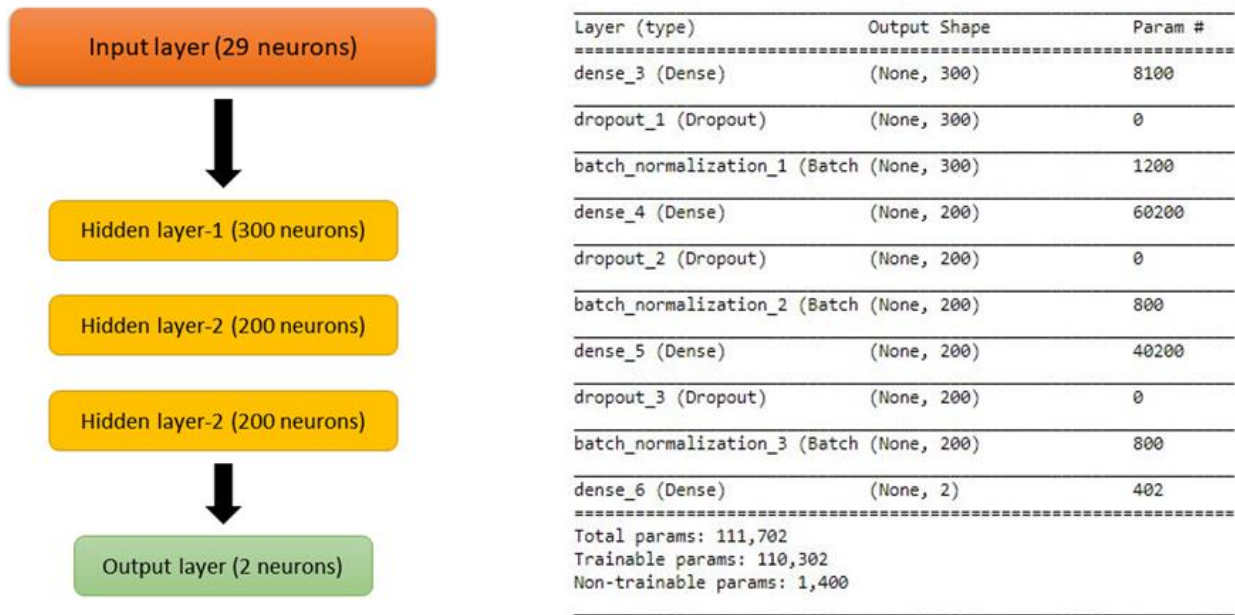 Input layer (29 neurons)
Hidden layer-1 (300 neurons)
Hidden layer-2 (200 neurons)
Hidden layer-2 (200 neurons)
Output layer (2 neurons)
Layer (type) Output Shape Param #
dense_3 (Dense) (None, 300) 8100
dropout_1 (Dropout) (None, 300) 0
batch_normalization_1 (Batch (None, 300) 1200
dense_4 (Dense) (None, 200) 60200
dropout_2 (Dropout) (None, 200) 0
batch_normalization_2 (Batch (None, 200) 800
dense_5 (Dense) (None, 200) 40200
dropout_3 (Dropout) (None, 200) 0
batch_normalization_3 (Batch (None, 200) 800
dense_6 (Dense) (None, 2) 402
Total params: 111,702
Trainable params: 110,302
Non-trainable params: 1,400